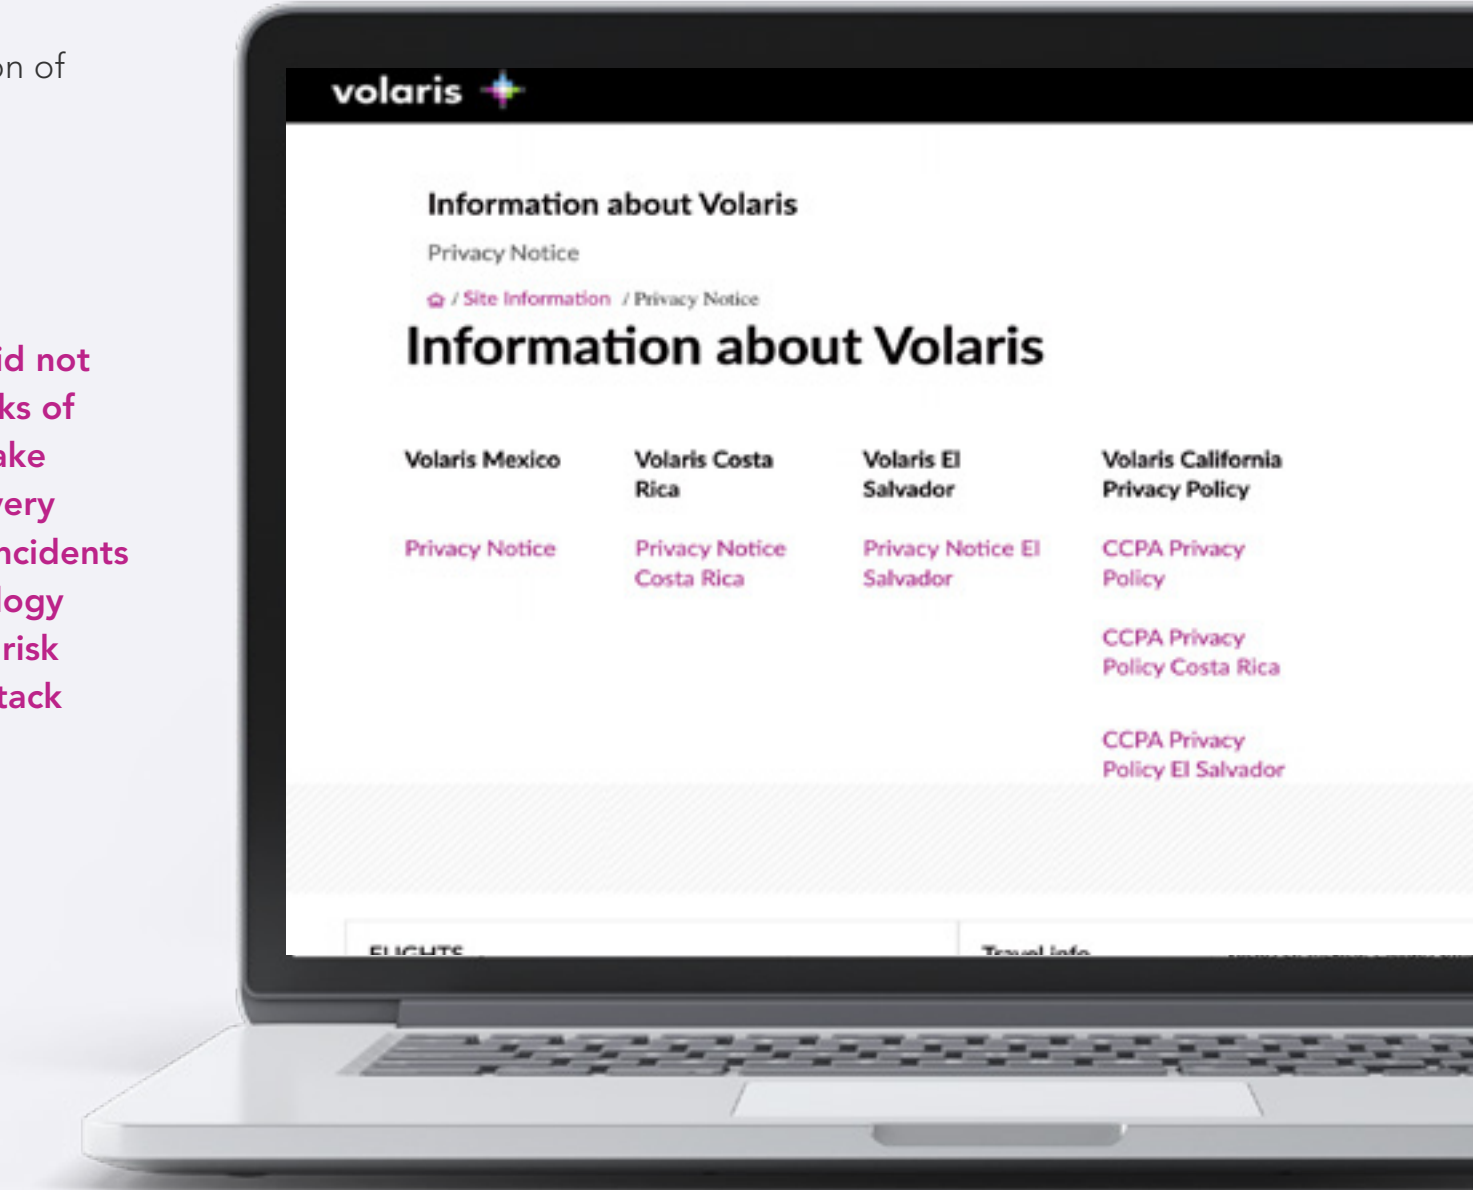 on of
id not
ks of
ake
very
ncidents
logy
risk
tack
volaris
Information about Volaris
Privacy Notice
/ Site Information / Privacy Notice
Information about Volaris
Volaris Mexico
Privacy Notice
Volaris Costa
Rica
Privacy Notice
Costa Rica
Volaris El
Salvador
Privacy Notice El
Salvador
Volaris California
Privacy Policy
CCPA Privacy
Policy
CCPA Privacy
Policy Costa Rica
CCPA Privacy
Policy El Salvador
FLIGHTS
Travel info